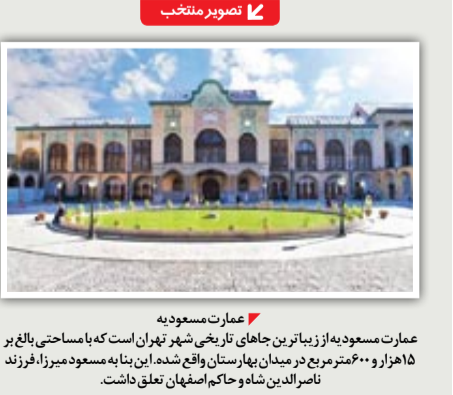 تصویر منتخب
عمارت مسعودیه
عمارت مسعودیه از زیباترین جاهای تاریخی شهر تهران است که با مساحتی بالغ بر
۱۵هزار و ۶۰۰متر مربع در میدان بهارستان واقع شده. این بنا به مسعود میرزا، فرزند
ناصرالدین شاه و حاکم اصفهان تعلق داشت.